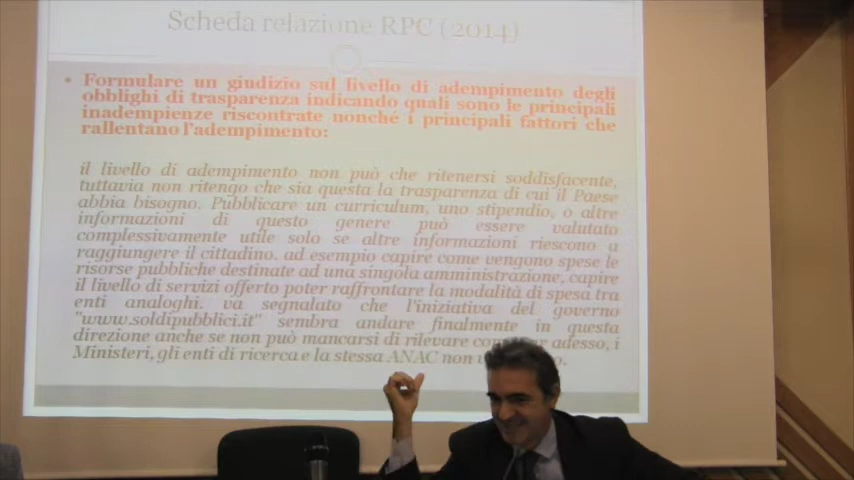 Scheda relazione RPC (2014)
• Formulare un giudizio sul livello di adempimento degli
obblighi di trasparenza indicando quali sono le principali
inadempienze riscontrate nonché i principali fattori che
rallentano l'adempimento:
il livello di adempimento non può che ritenersi soddisfacente,
tuttavia non ritengo che sia questa la trasparenza di cui il Paese
abbia bisogno. Pubblicare un curriculum, uno stipendio, o altre
informazioni di questo genere può essere valutato
complessivamente utile solo se altre informazioni riescono a
raggiungere il cittadino. ad esempio capire come vengono spese le
risorse pubbliche destinate ad una singola amministrazione, capire
il livello di servizi offerto poter raffrontare la modalità di spesa tra
enti analoghi. va segnalato che l'iniziativa del governo
"www.soldipubblici.it" sembra andare finalmente in questa
direzione anche se non può mancarsi di rilevare come per adesso, i
Ministeri, gli enti di ricerca e la stessa ANAC non